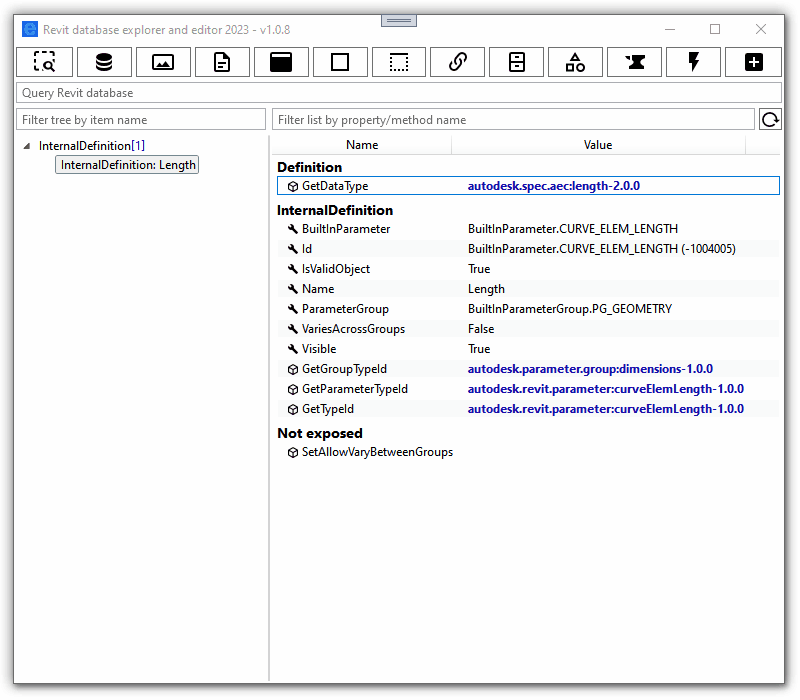 Revit database explorer and editor 2023 - v1.0.8
Query Revit database
Filter tree by item name
Filter list by property/method name
InternalDefinition[1]
InternalDefinition: Length
Name Value
Definition
GetDataType autodesk.spec.aec:length-2.0.0
InternalDefinition
BuiltInParameter BuiltInParameter.CURVE_ELEM_LENGTH
Id BuiltInParameter.CURVE_ELEM_LENGTH (-1004005)
IsValidObject True
Name Length
ParameterGroup BuiltInParameterGroup.PG_GEOMETRY
VariesAcrossGroups False
Visible True
GetGroupTypeId autodesk.parameter.group:dimensions-1.0.0
GetParameterTypeId autodesk.revit.parameter:curveElemLength-1.0.0
GetTypeId autodesk.revit.parameter:curveElemLength-1.0.0
Not exposed
SetAllowVaryBetweenGroups